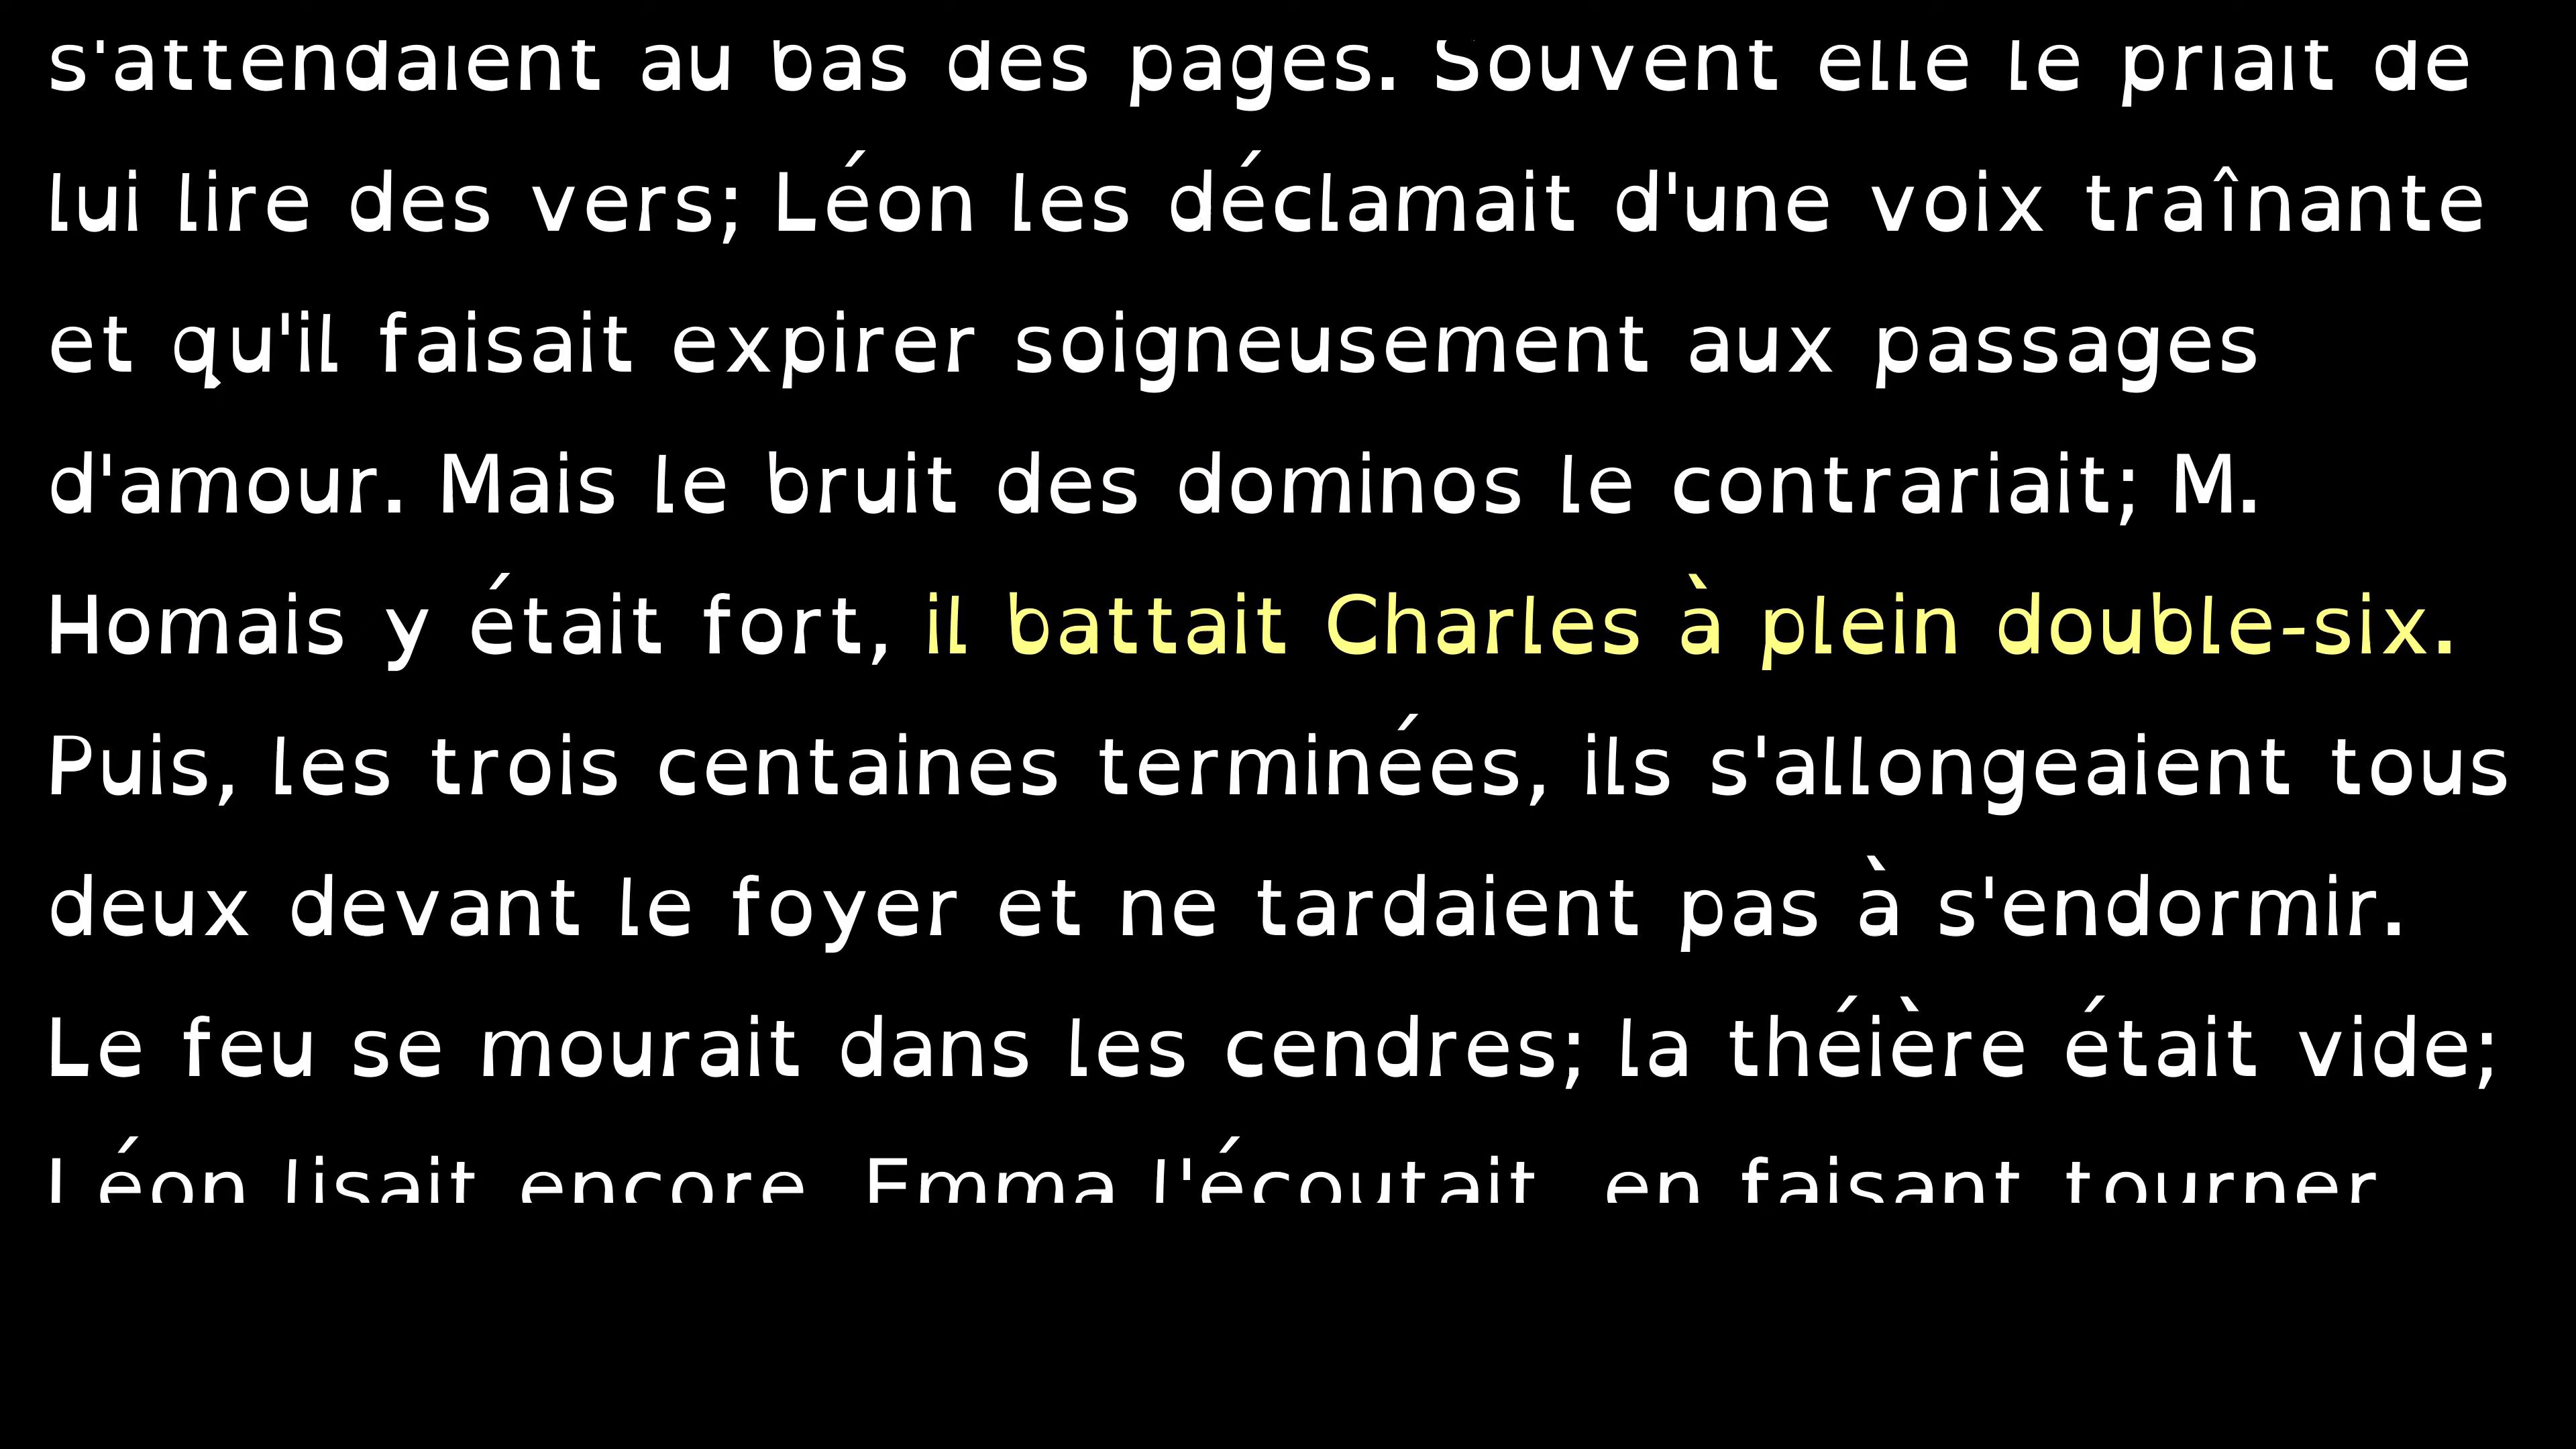 s'attendaient au bas des pages. Souvent elle le priait de
lui lire des vers; Léon les déclamait d'une voix traînante
et qu'il faisait expirer soigneusement aux passages
d'amour. Mais le bruit des dominos le contrariait; M.
Homais y était fort, il battait Charles à plein double-six.
Puis, les trois centaines terminées, ils s'allongeaient tous
deux devant le foyer et ne tardaient pas à s'endormir.
Le feu se mourait dans les cendres; la théière était vide;
Léon lisait encore. Emma l'écoutait, en faisant tourner